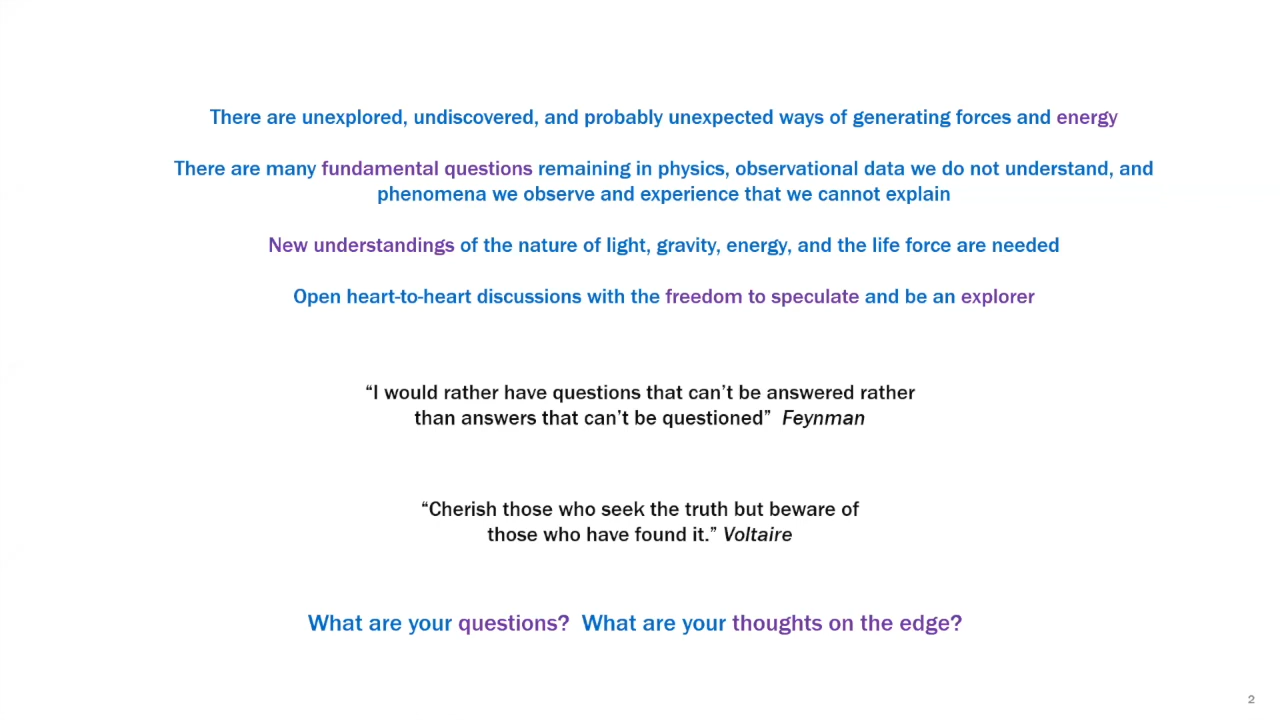 There are unexplored, undiscovered, and probably unexpected ways of generating forces and energy
There are many fundamental questions remaining in physics, observational data we do not understand, and
phenomena we observe and experience that we cannot explain
New understandings of the nature of light, gravity, energy, and the life force are needed
Open heart-to-heart discussions with the freedom to speculate and be an explorer
“I would rather have questions that can’t be answered rather
than answers that can’t be questioned”  Feynman
“Cherish those who seek the truth but beware of
those who have found it.” Voltaire
What are your questions?  What are your thoughts on the edge?
2